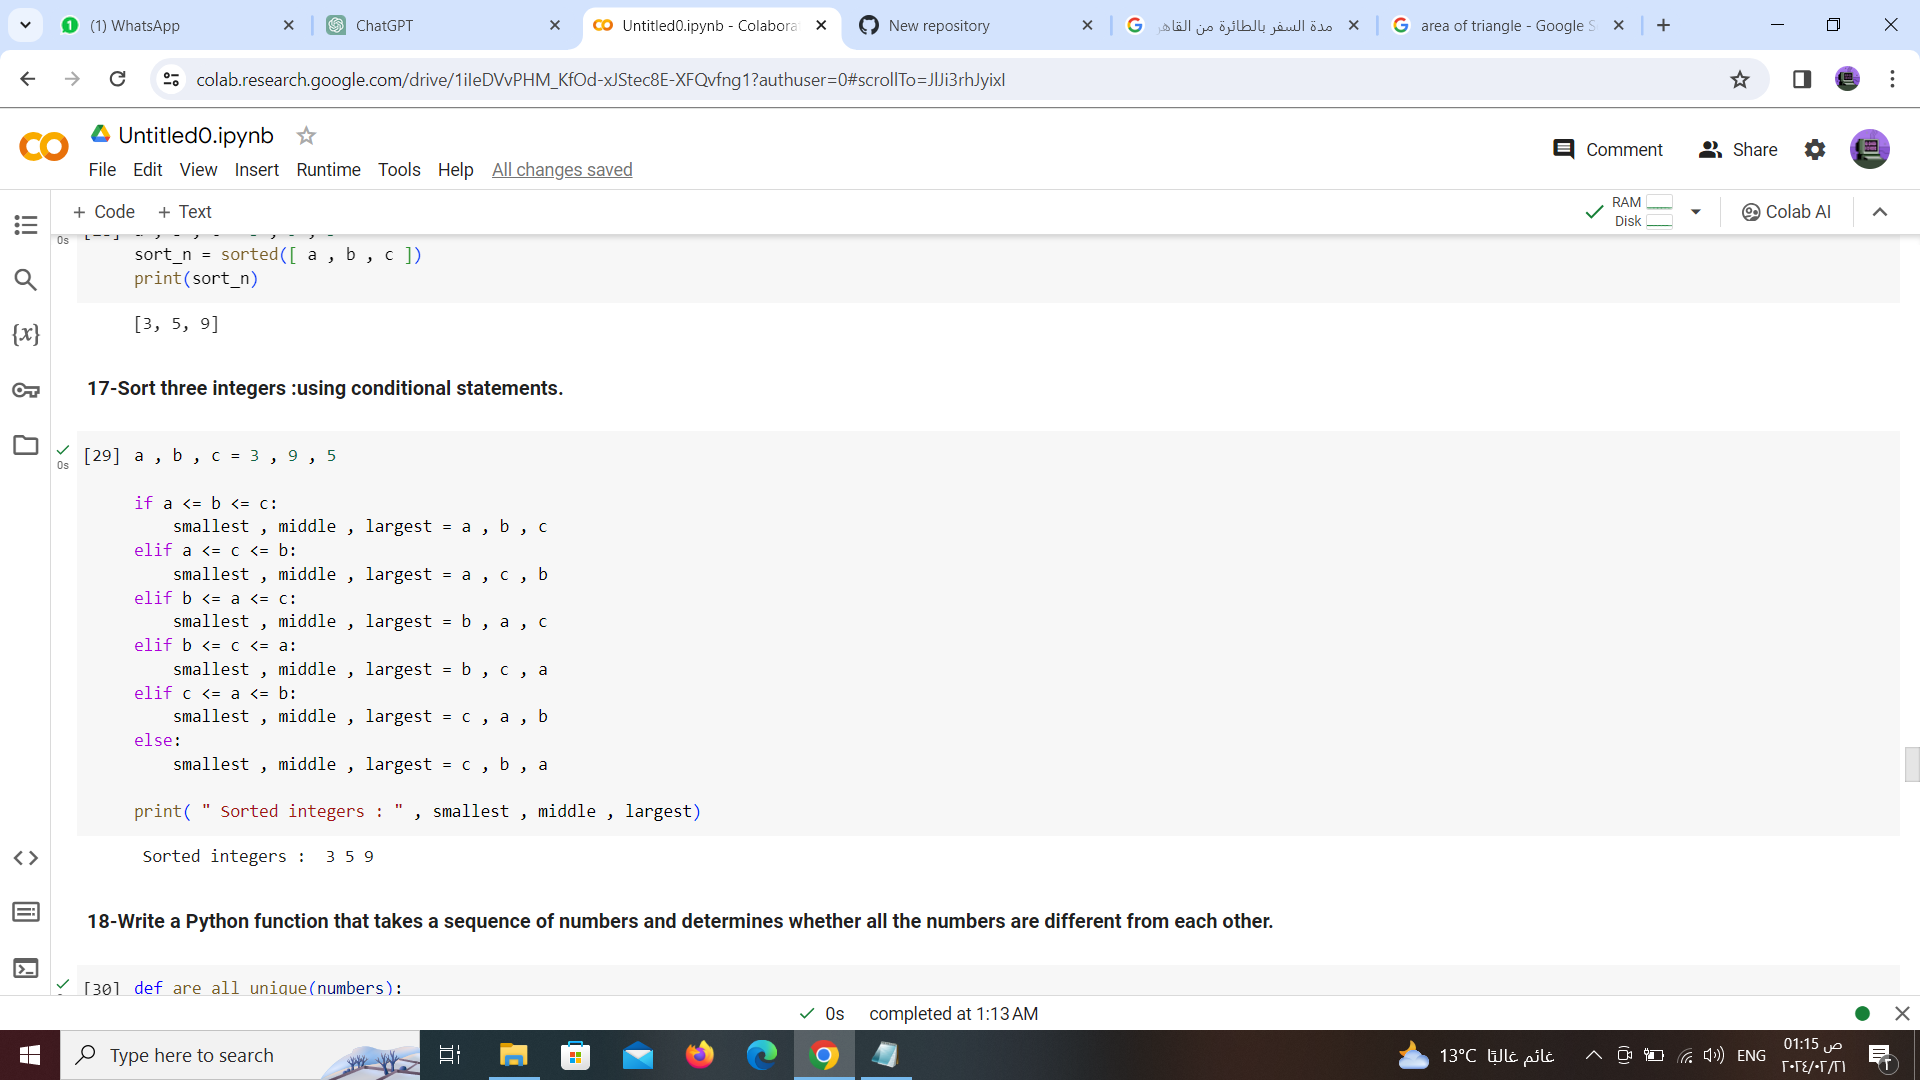 (1) WhatsApp
ChatGPT
Untitled0.ipynb - Colabora
New repository
مدة السفر بالطائرة من القاهر
area of triangle - Google S
colab.research.google.com/drive/1iIeDVvPHM_KfOd-xJStec8E-XFQvfng1?authuser=0#scrollTo=JlJi3rhJyixI
Untitled0.ipynb
Comment
Share
File Edit View Insert Runtime Tools Help All changes saved
+ Code + Text
RAM
Disk
Colab AI
0s
sort_n = sorted([ a , b , c ])
print(sort_n)
[3, 5, 9]
17-Sort three integers :using conditional statements.
[29] a , b , c = 3 , 9 , 5
0s
if a <= b <= c:
smallest , middle , largest = a , b , c
elif a <= c <= b:
smallest , middle , largest = a , c , b
elif b <= a <= c:
smallest , middle , largest = b , a , c
elif b <= c <= a:
smallest , middle , largest = b , c , a
elif c <= a <= b:
smallest , middle , largest = c , a , b
else:
smallest , middle , largest = c , b , a
print( " Sorted integers : " , smallest , middle , largest)
Sorted integers :  3 5 9
18-Write a Python function that takes a sequence of numbers and determines whether all the numbers are different from each other.
[30] def are_all_unique(numbers):
0s completed at 1:13 AM
Type here to search
13°C غائم غالبًا
ENG
01:15 ص
٢٠٢٤/٠٢/٢١
٢